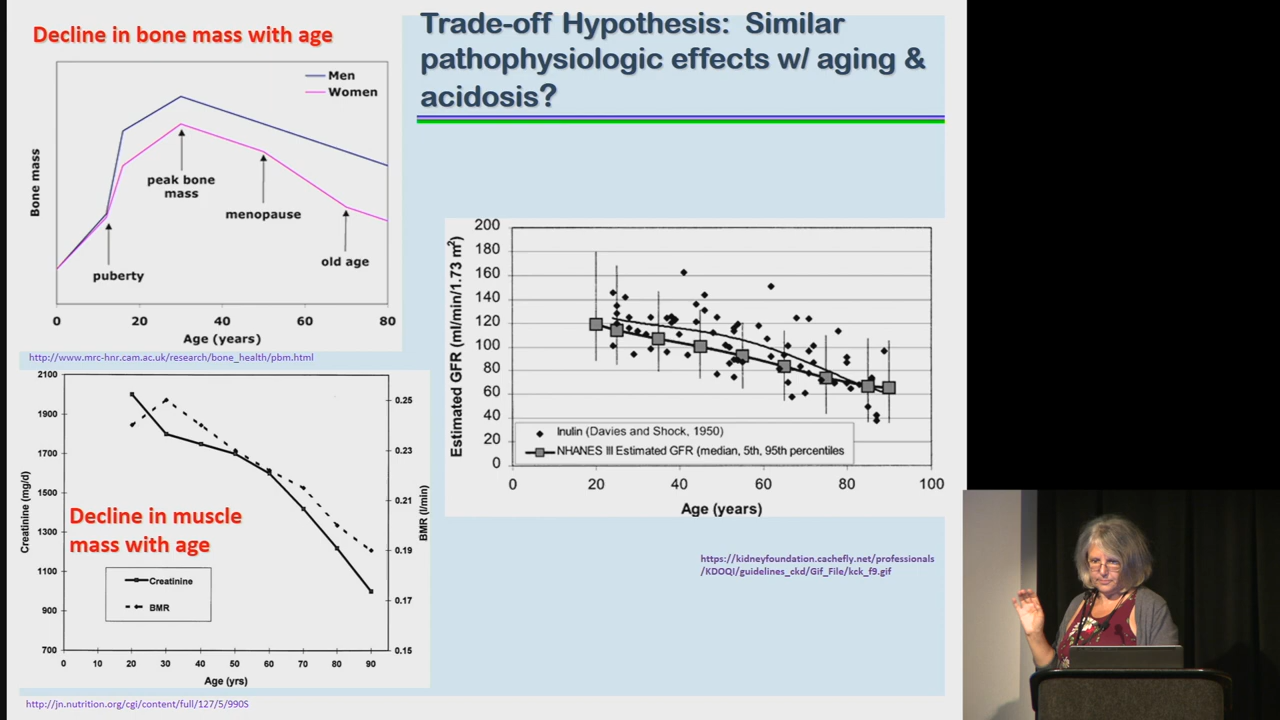 Decline in bone mass with age
Men
Women
Bone mass
peak bone
mass
menopause
old age
puberty
0
20
40
60
80
Age (years)
http://www.mrc-hnr.cam.ac.uk/research/bone_health/pbm.html
Trade-off Hypothesis: Similar
pathophysiologic effects w/ aging &
acidosis?
200
180
160
140
120
100
80
60
40
20
0
Estimated GFR (ml/min/1.73 m²)
Inulin (Davies and Shock, 1950)
NHANES III Estimated GFR (median, 5th, 95th percentiles
0
20
40
60
80
100
Age (years)
https://kidneyfoundation.cachefly.net/professionals
/KDOQI/guidelines_ckd/Gif_File/kck_f9.gif
2100
1900
1700
1500
1300
1100
900
700
Creatinine (mg/d)
0.25
0.23
0.21
0.19
0.17
0.15
BMR (l/min)
Decline in muscle
mass with age
Creatinine
BMR
0
10
20
30
40
50
60
70
80
90
Age (yrs)
http://jn.nutrition.org/cgi/content/full/127/5/990S